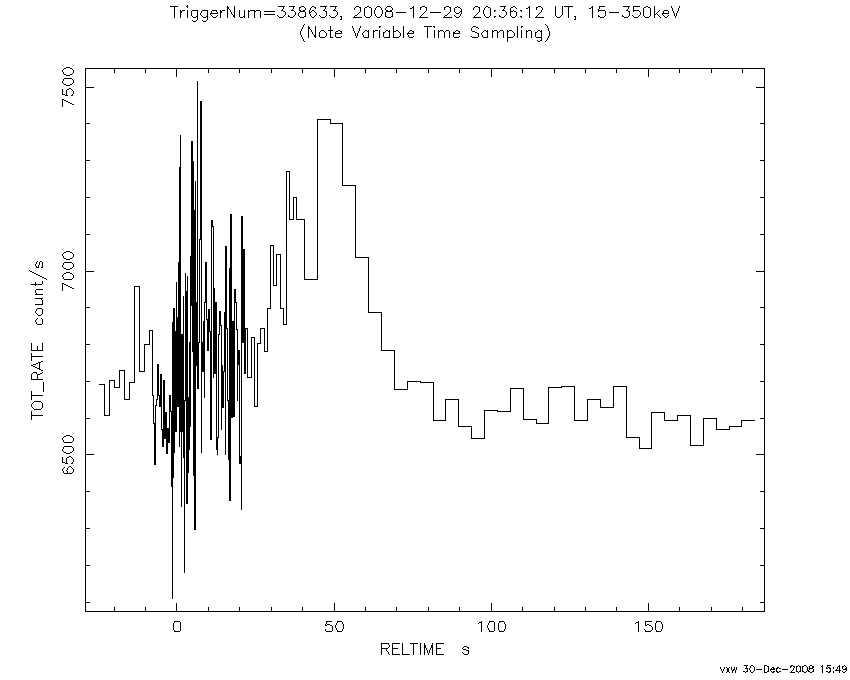 TriggerNum=338633, 2008-12-29 20:36:12 UT, 15-350keV
(Note Variable Time Sampling)
7500
7000
6500
TOT_RATE count/s
0 50 100 150
RELTIME s
vxw 30-Dec-2008 15:49